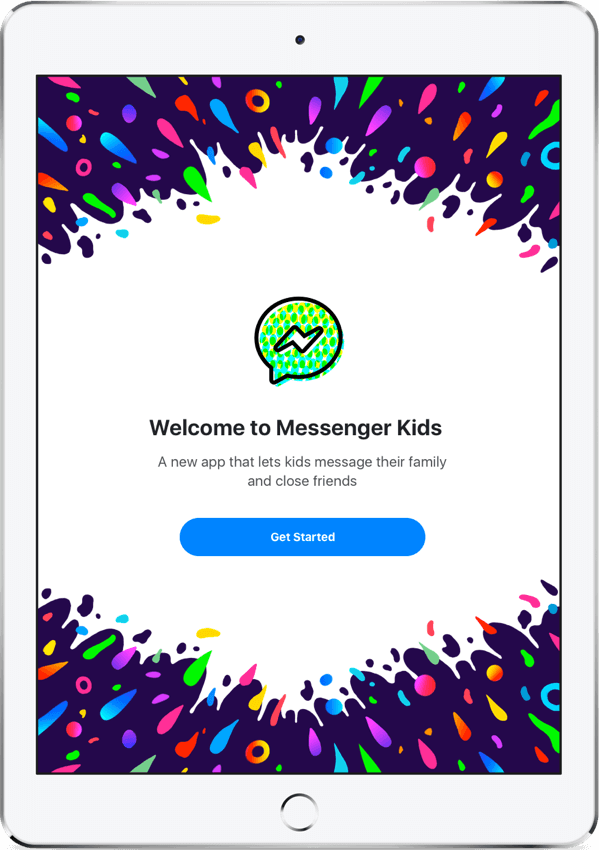 Welcome to Messenger Kids
A new app that lets kids message their family
and close friends
Get Started